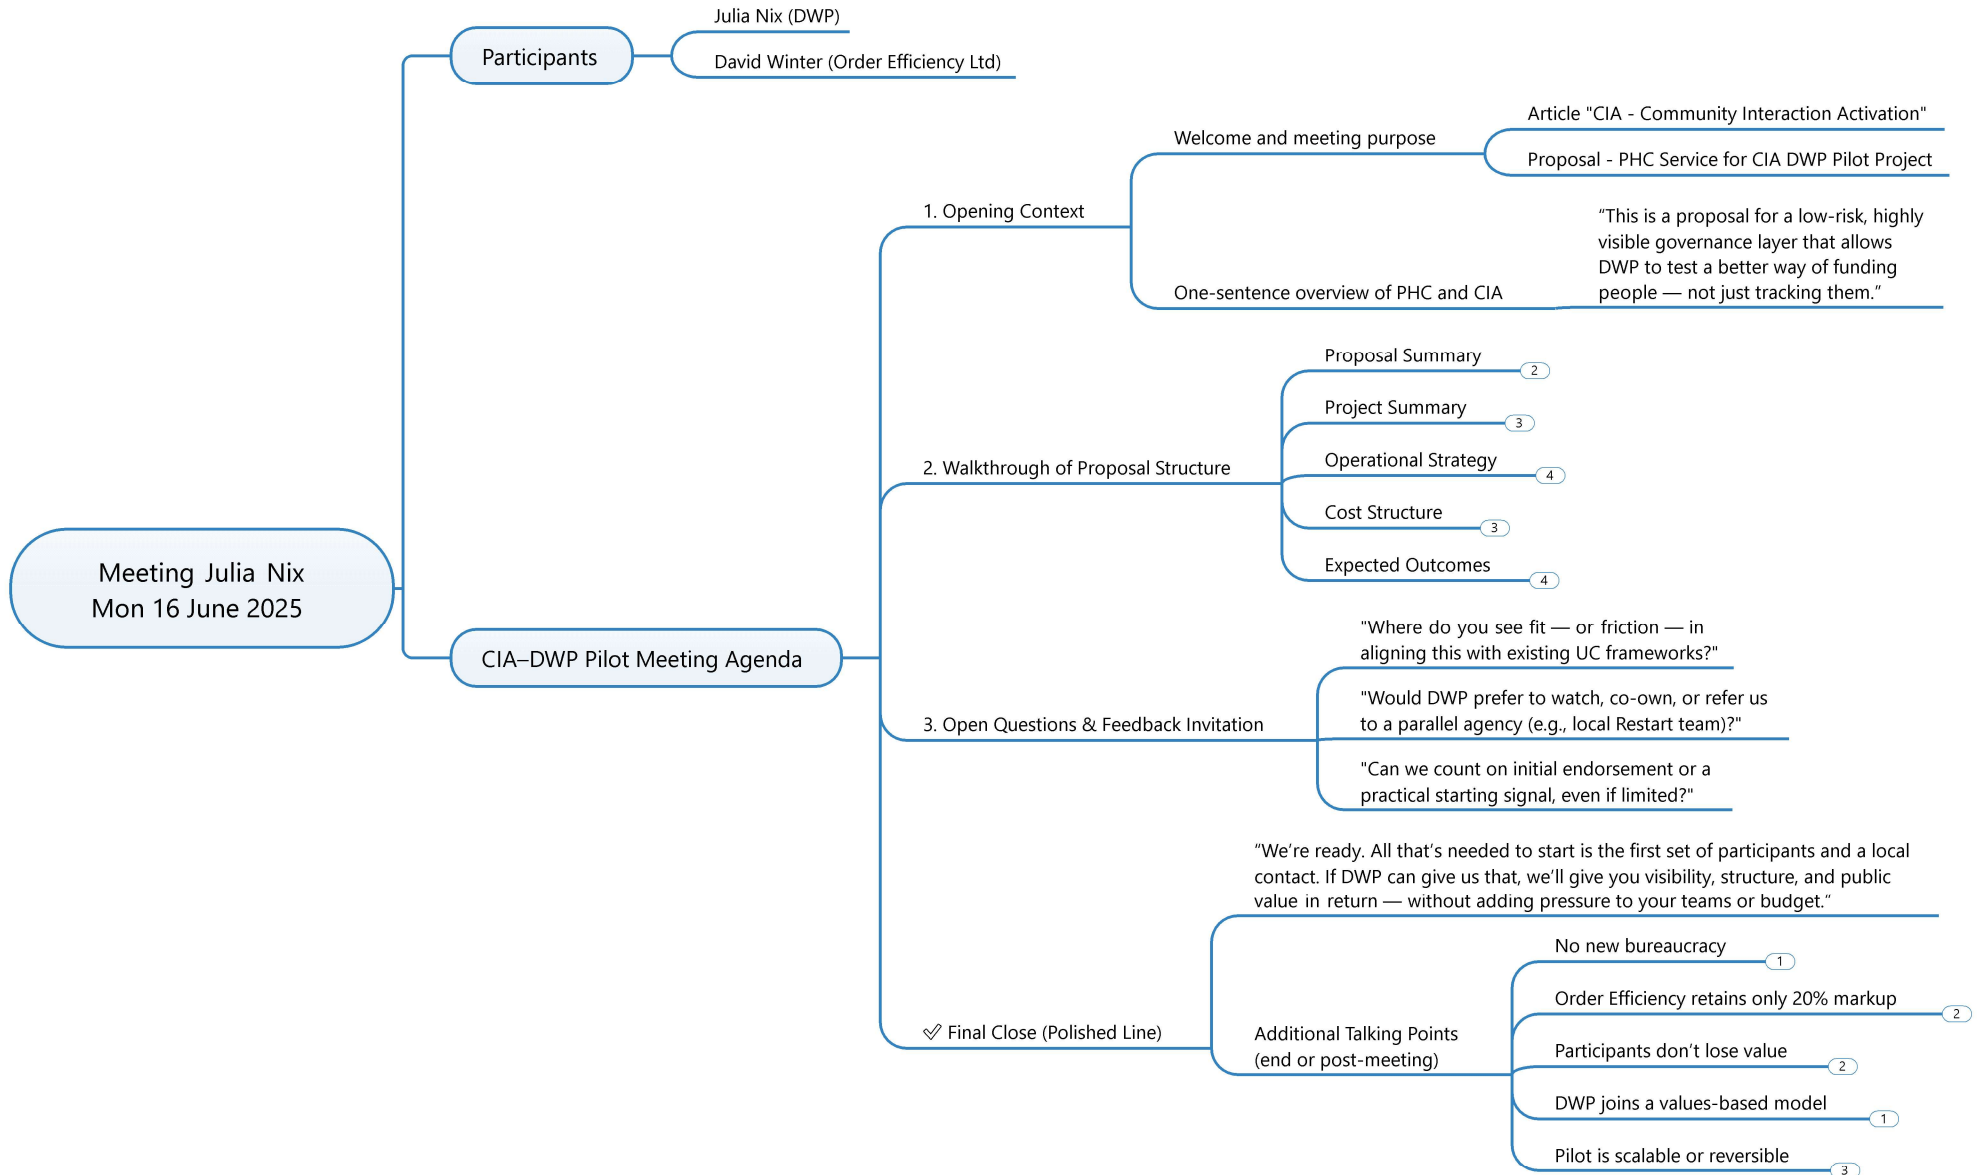 Julia Nix (DWP)
Participants
David Winter (Order Efficiency Ltd)
Article "CIA - Community Interaction Activation"
Welcome and meeting purpose
Proposal - PHC Service for CIA DWP Pilot Project
1. Opening Context
“This is a proposal for a low-risk, highly
visible governance layer that allows
DWP to test a better way of funding
people — not just tracking them.”
One-sentence overview of PHC and CIA
Proposal Summary
2
Project Summary
3
2. Walkthrough of Proposal Structure
Operational Strategy
4
Cost Structure
3
Expected Outcomes
4
Meeting Julia Nix
Mon 16 June 2025
CIA–DWP Pilot Meeting Agenda
"Where do you see fit — or friction — in
aligning this with existing UC frameworks?"
3. Open Questions & Feedback Invitation
"Would DWP prefer to watch, co-own, or refer us
to a parallel agency (e.g., local Restart team)?"
"Can we count on initial endorsement or a
practical starting signal, even if limited?"
“We’re ready. All that’s needed to start is the first set of participants and a local
contact. If DWP can give us that, we’ll give you visibility, structure, and public
value in return — without adding pressure to your teams or budget.”
✅ Final Close (Polished Line)
No new bureaucracy
1
Order Efficiency retains only 20% markup
2
Additional Talking Points
(end or post-meeting)
Participants don’t lose value
2
DWP joins a values-based model
1
Pilot is scalable or reversible
3